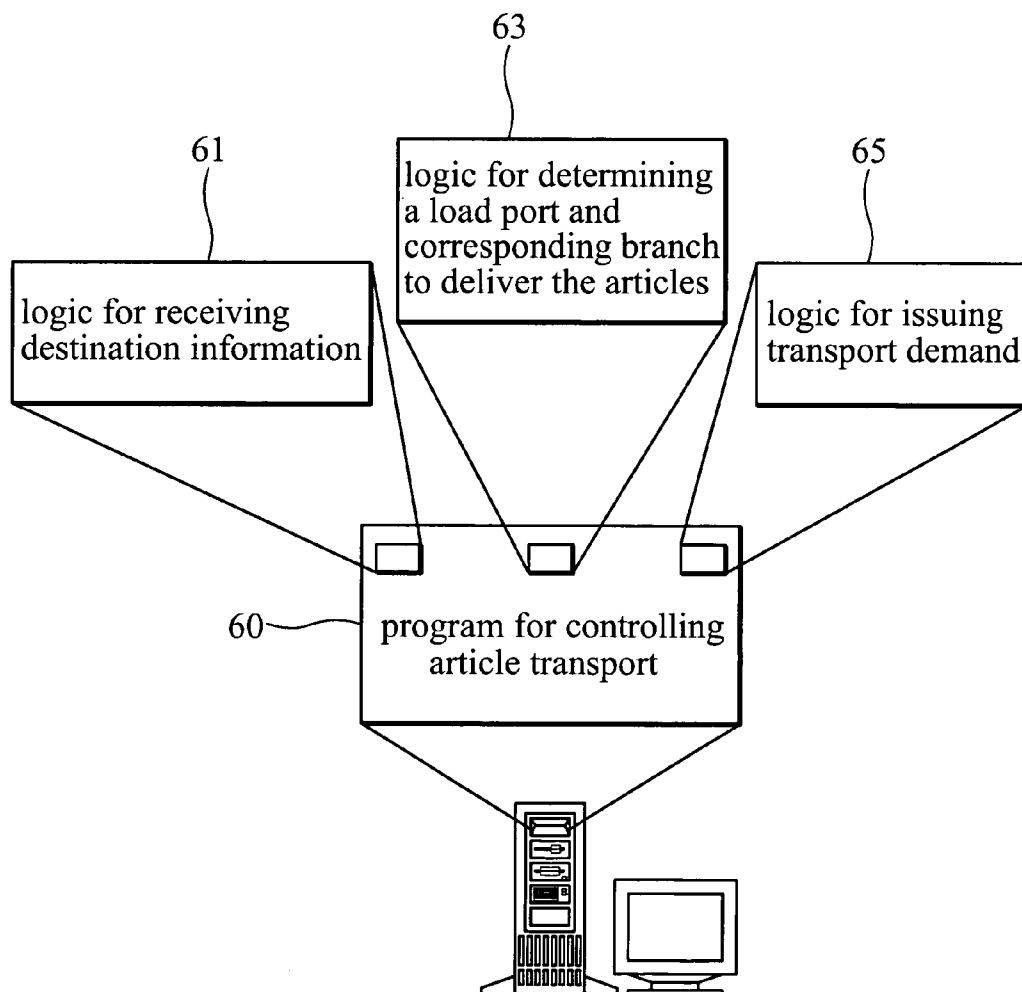 63
61
65
logic for determining
a load port and
corresponding branch
to deliver the articles
logic for receiving
destination information
logic for issuing
transport demand
60
program for controlling
article transport